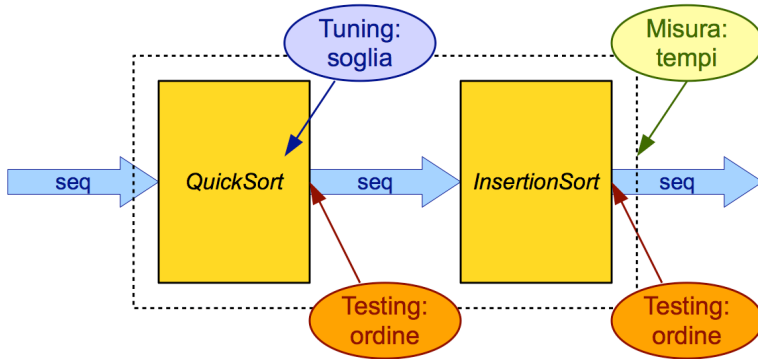 Tuning:
soglia
Misura:
tempi
seq
QuickSort
seq
InsertionSort
seq
Testing:
ordine
Testing:
ordine